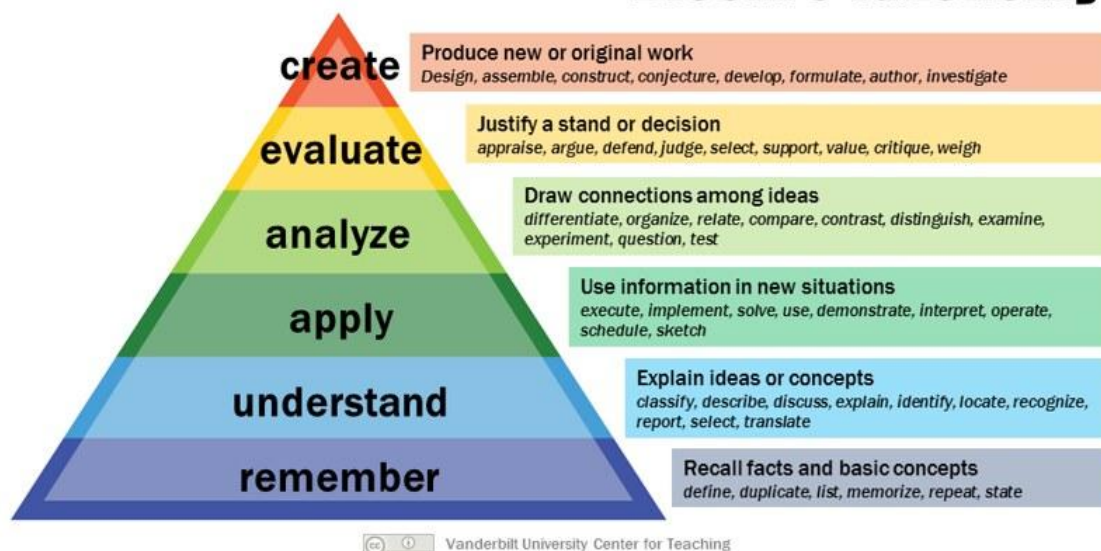 create
Produce new or original work
Design, assemble, construct, conjecture, develop, formulate, author, investigate
evaluate
Justify a stand or decision
appraise, argue, defend, judge, select, support, value, critique, weigh
analyze
Draw connections among ideas
differentiate, organize, relate, compare, contrast, distinguish, examine,
experiment, question, test
apply
Use information in new situations
execute, implement, solve, use, demonstrate, interpret, operate,
schedule, sketch
understand
Explain ideas or concepts
classify, describe, discuss, explain, identify, locate, recognize,
report, select, translate
remember
Recall facts and basic concepts
define, duplicate, list, memorize, repeat, state
cc Vanderbilt University Center for Teaching